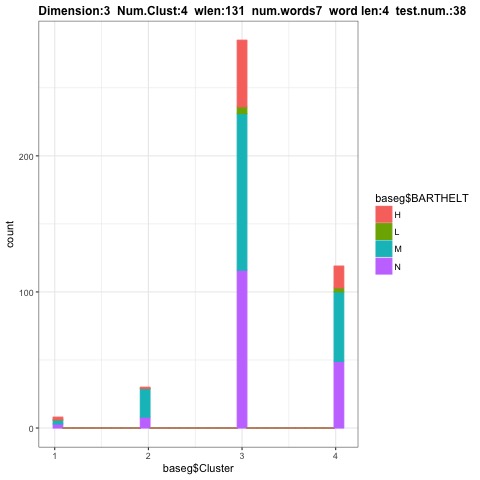 Dimension:3  Num.Clust:4  wlen:131  num.words7  word len:4  test.num.:38
200
100
0
count
1 2 3 4
baseg$Cluster
baseg$BARTHELT
H
L
M
N